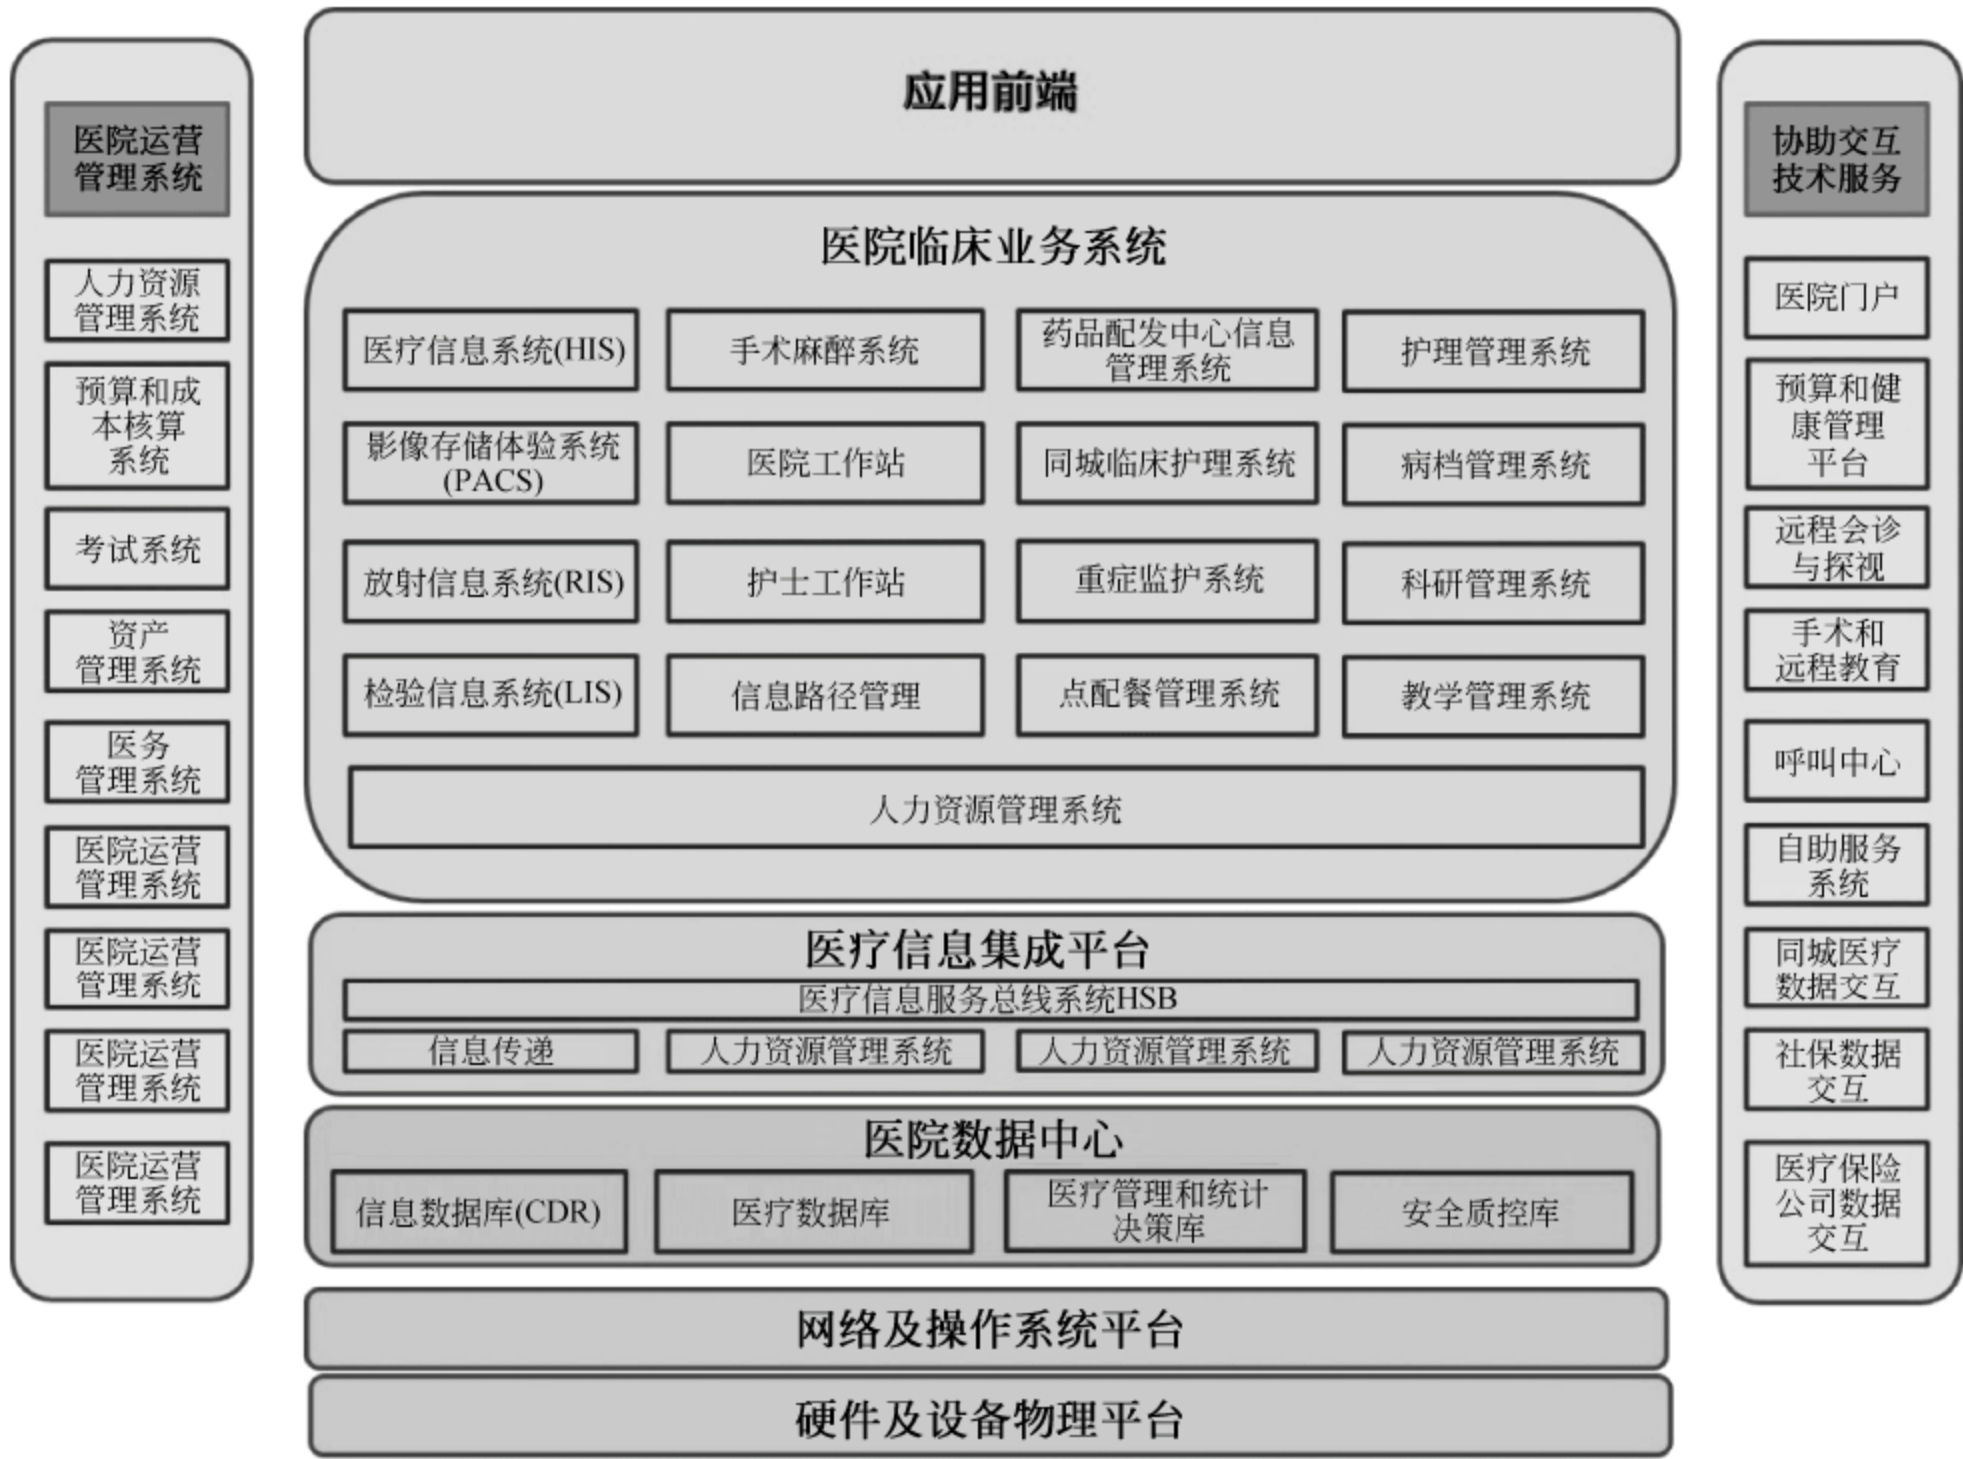 医院运营
管理系统
人力资源
管理系统
预算和成
本核算
系统
考试系统
资产
管理系统
医务
管理系统
医院运营
管理系统
医院运营
管理系统
医院运营
管理系统
医院运营
管理系统
应用前端
医院临床业务系统
医疗信息系统(HIS)
手术麻醉系统
药品配发中心信息
管理系统
护理管理系统
影像存储体验系统
(PACS)
医院工作站
同城临床护理系统
病档管理系统
放射信息系统(RIS)
护士工作站
重症监护系统
科研管理系统
检验信息系统(LIS)
信息路径管理
点配餐管理系统
教学管理系统
人力资源管理系统
医疗信息集成平台
医疗信息服务总线系统HSB
信息传递
人力资源管理系统
人力资源管理系统
人力资源管理系统
医院数据中心
信息数据库(CDR)
医疗数据库
医疗管理和统计
决策库
安全质控库
网络及操作系统平台
硬件及设备物理平台
协助交互
技术服务
医院门户
预算和健
康管理
平台
远程会诊
与探视
手术和
远程教育
呼叫中心
自助服务
系统
同城医疗
数据交互
社保数据
交互
医疗保险
公司数据
交互